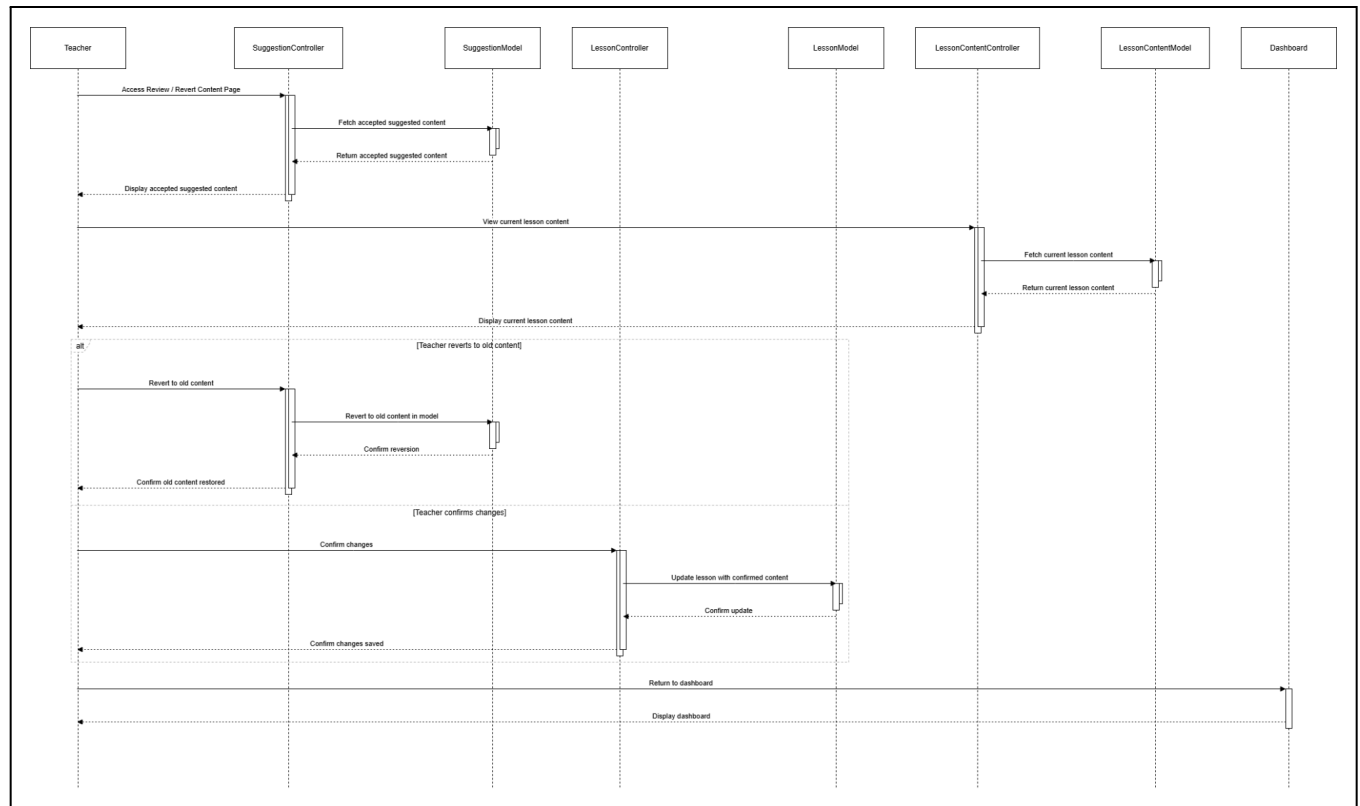 Teacher
SuggestionController
SuggestionModel
LessonController
LessonModel
LessonContentController
LessonContentModel
Dashboard
Access Review / Revert Content Page
Fetch accepted suggested content
Return accepted suggested content
Display accepted suggested content
View current lesson content
Fetch current lesson content
Return current lesson content
Display current lesson content
alt
[Teacher reverts to old content]
Revert to old content
Revert to old content in model
Confirm reversion
Confirm old content restored
[Teacher confirms changes]
Confirm changes
Update lesson with confirmed content
Confirm update
Confirm changes saved
Return to dashboard
Display dashboard